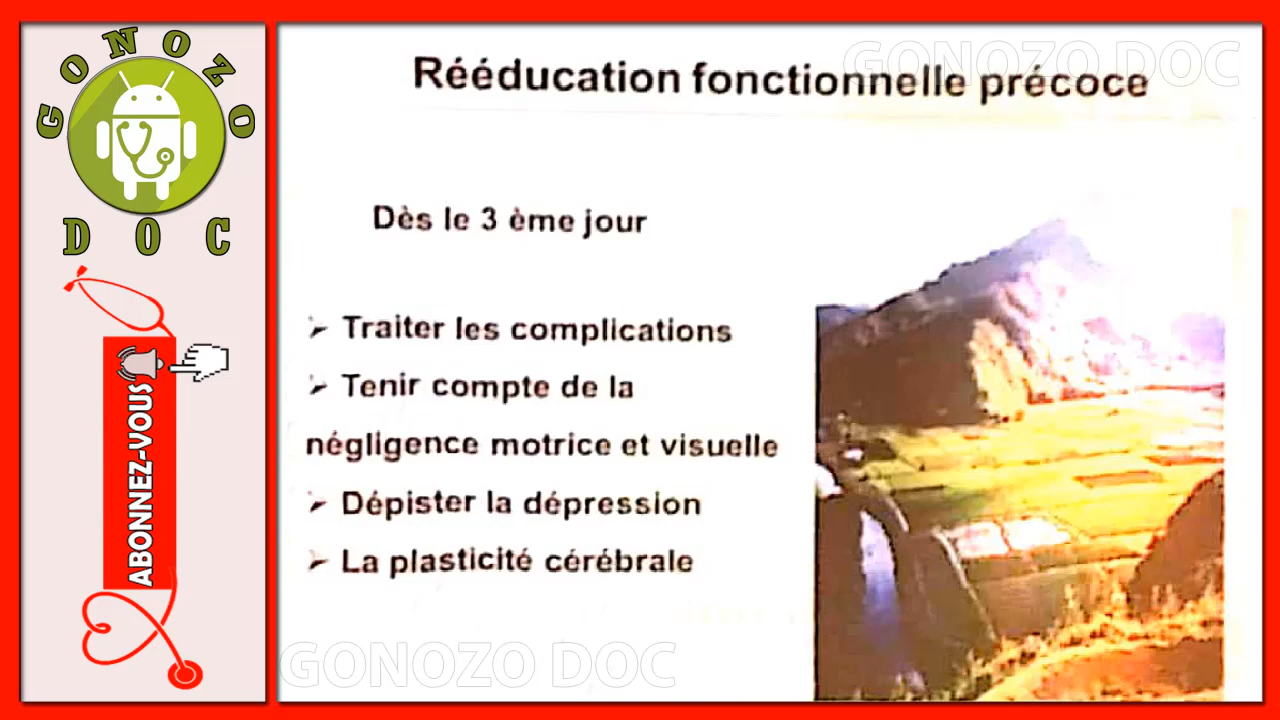 GONOZO
DOC
ABONNEZ-VOUS
GONOZO DOC
Rééducation fonctionnelle précoce
Dès le 3 ème jour
➢ Traiter les complications
➢ Tenir compte de la
négligence motrice et visuelle
➢ Dépister la dépression
➢ La plasticité cérébrale
GONOZO DOC